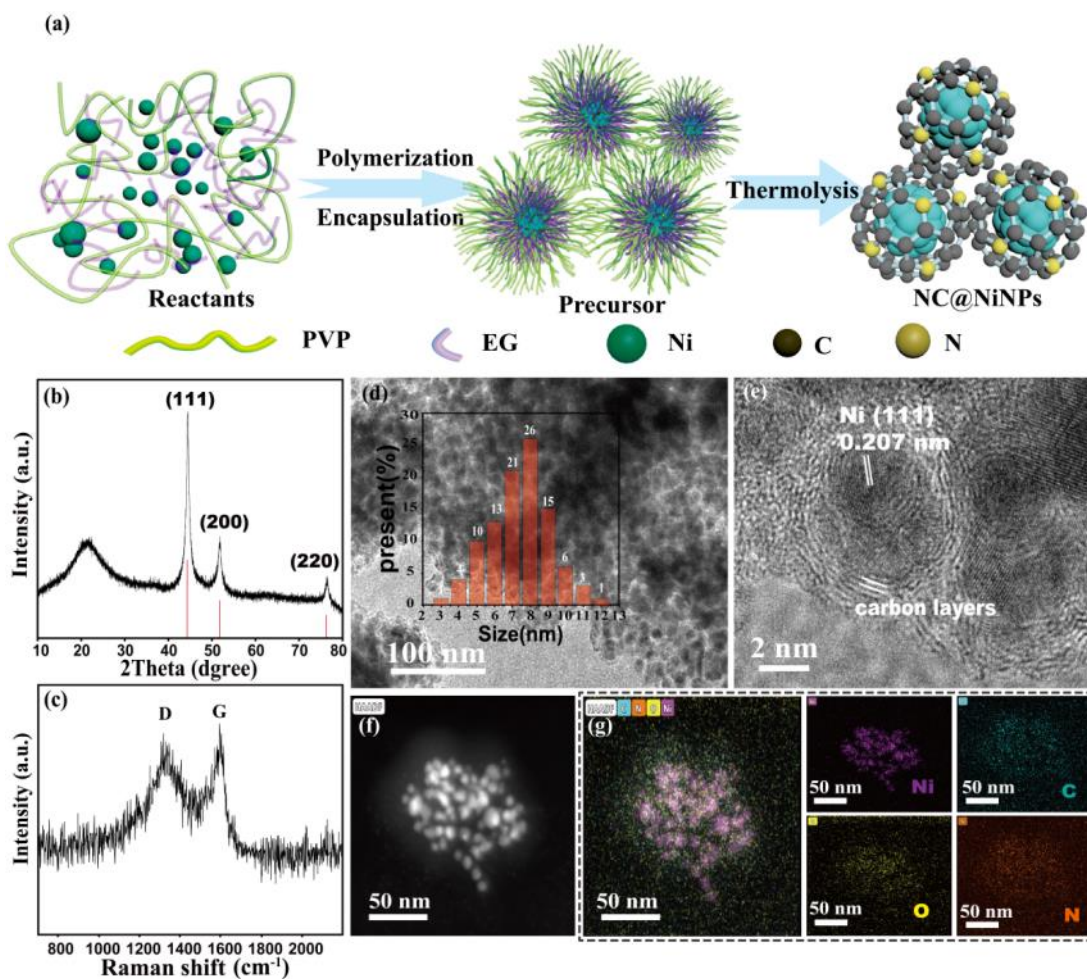 (a)
Polymerization
Encapsulation
Thermolysis
Reactants
Precursor
NC@NiNPs
PVP
EG
Ni
C
N
(b)
(111)
(200)
(220)
Intensity (a.u.)
10 20 30 40 50 60 70 80
2Theta (dgree)
(c)
D
G
Intensity (a.u.)
800 1000 1200 1400 1600 1800 2000
Raman shift (cm⁻¹)
(d)
present(%)
30
25
20
15
10
5
0
4
10
13
21
26
15
6
3
1
2 3 4 5 6 7 8 9 10 11 12 13
Size(nm)
100 nm
(e)
Ni (111)
0.207 nm
carbon layers
2 nm
HAADF
(f)
50 nm
HAADF C N O Ni
(g)
50 nm
50 nm
Ni
50 nm
C
50 nm
O
50 nm
N